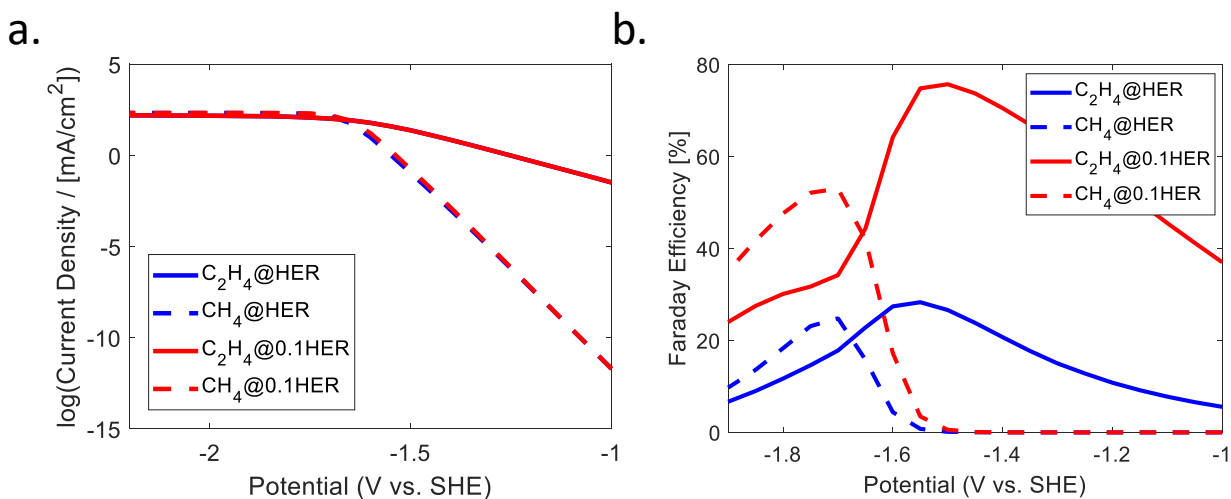 a.
log(Current Density / [mA/cm²])
5
0
-5
-10
-15
-2
-1.5
-1
Potential (V vs. SHE)
C₂H₄@HER
CH₄@HER
C₂H₄@0.1HER
CH₄@0.1HER
b.
Faraday Efficiency [%]
80
60
40
20
0
-1.8
-1.6
-1.4
-1.2
-1
Potential (V vs. SHE)
C₂H₄@HER
CH₄@HER
C₂H₄@0.1HER
CH₄@0.1HER